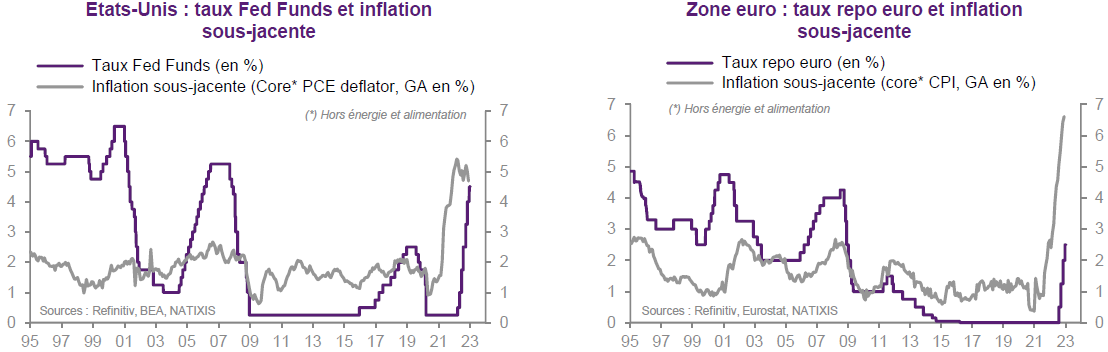 Etats-Unis : taux Fed Funds et inflation
sous-jacente
Taux Fed Funds (en %)
Inflation sous-jacente (Core* PCE deflator, GA en %)
7 7
(*) Hors énergie et alimentation
6 6
5 5
4 4
3 3
2 2
1 1
Sources : Refinitiv, BEA, NATIXIS
0 0
95 97 99 01 03 05 07 09 11 13 15 17 19 21 23
Zone euro : taux repo euro et inflation
sous-jacente
Taux repo euro (en %)
Inflation sous-jacente (core* CPI, GA en %)
7 7
(*) Hors énergie et alimentation
6 6
5 5
4 4
3 3
2 2
1 1
Sources : Refinitiv, Eurostat, NATIXIS
0 0
95 97 99 01 03 05 07 09 11 13 15 17 19 21 23